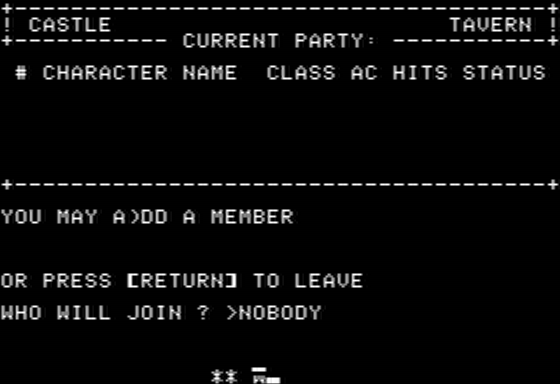 ! CASTLE TAVERN !
CURRENT PARTY:
# CHARACTER NAME CLASS AC HITS STATUS
YOU MAY A)DD A MEMBER
OR PRESS [RETURN] TO LEAVE
WHO WILL JOIN ? >NOBODY
**